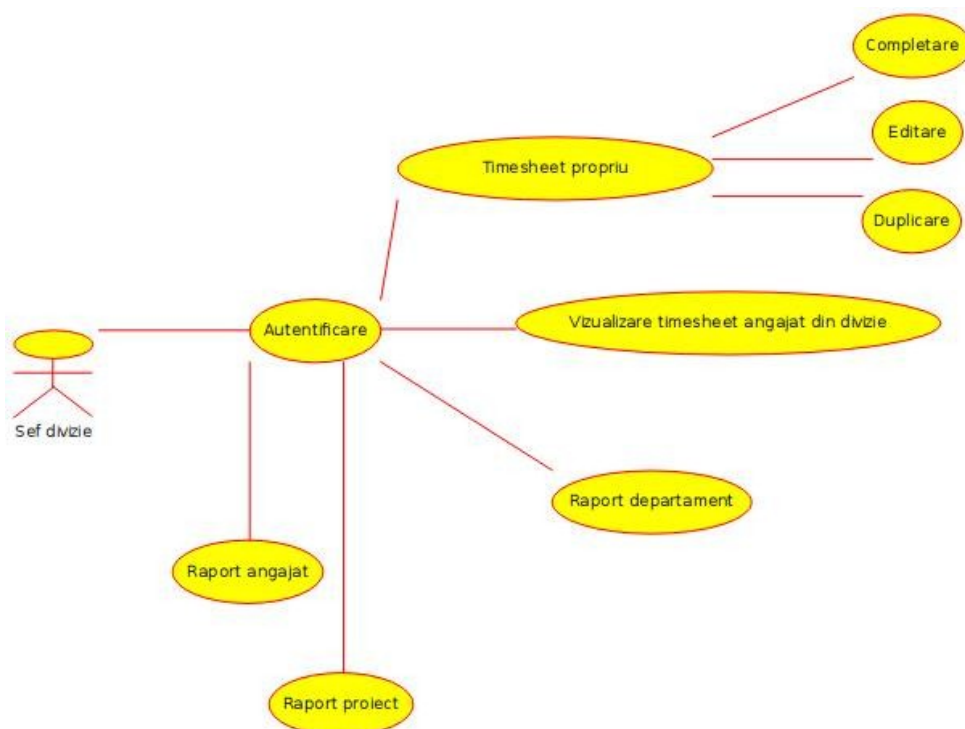 Completare
Editare
Timesheet propriu
Duplicare
Vizualizare timesheet angajat din divizie
Autentificare
Sef divizie
Raport departament
Raport angajat
Raport proiect